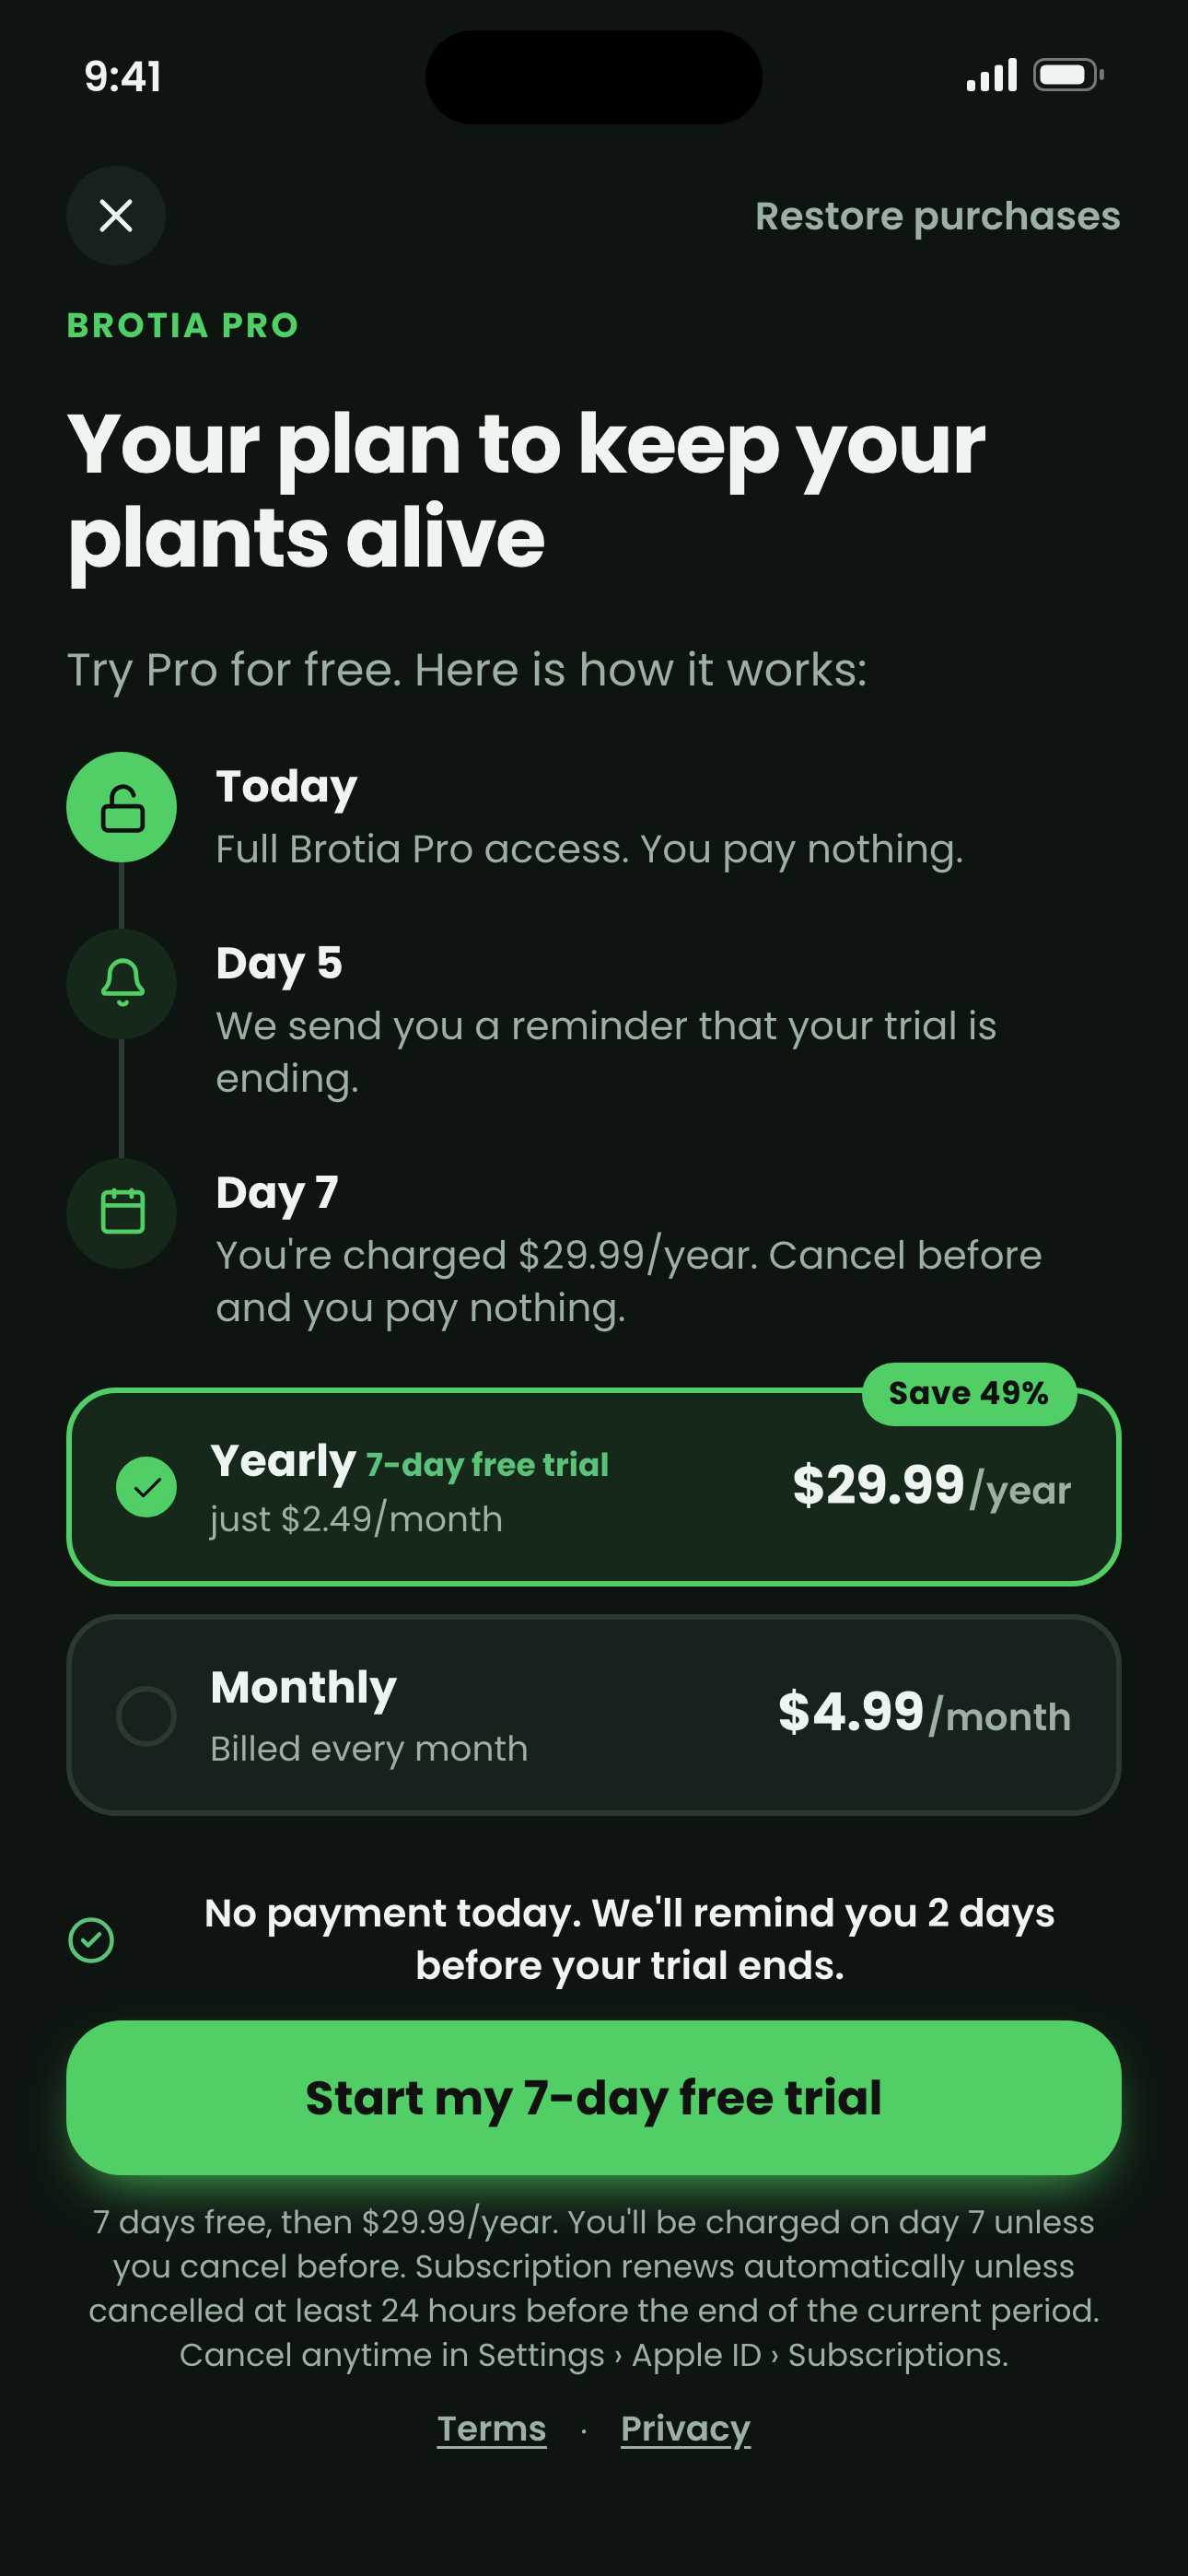 9:41
Restore purchases
BROTIA PRO
Your plan to keep your
plants alive
Try Pro for free. Here is how it works:
Today
Full Brotia Pro access. You pay nothing.
Day 5
We send you a reminder that your trial is
ending.
Day 7
You're charged $29.99/year. Cancel before
and you pay nothing.
Save 49%
Yearly 7-day free trial
just $2.49/month
$29.99/year
Monthly
Billed every month
$4.99/month
No payment today. We'll remind you 2 days
before your trial ends.
Start my 7-day free trial
7 days free, then $29.99/year. You'll be charged on day 7 unless
you cancel before. Subscription renews automatically unless
cancelled at least 24 hours before the end of the current period.
Cancel anytime in Settings › Apple ID › Subscriptions.
Terms · Privacy